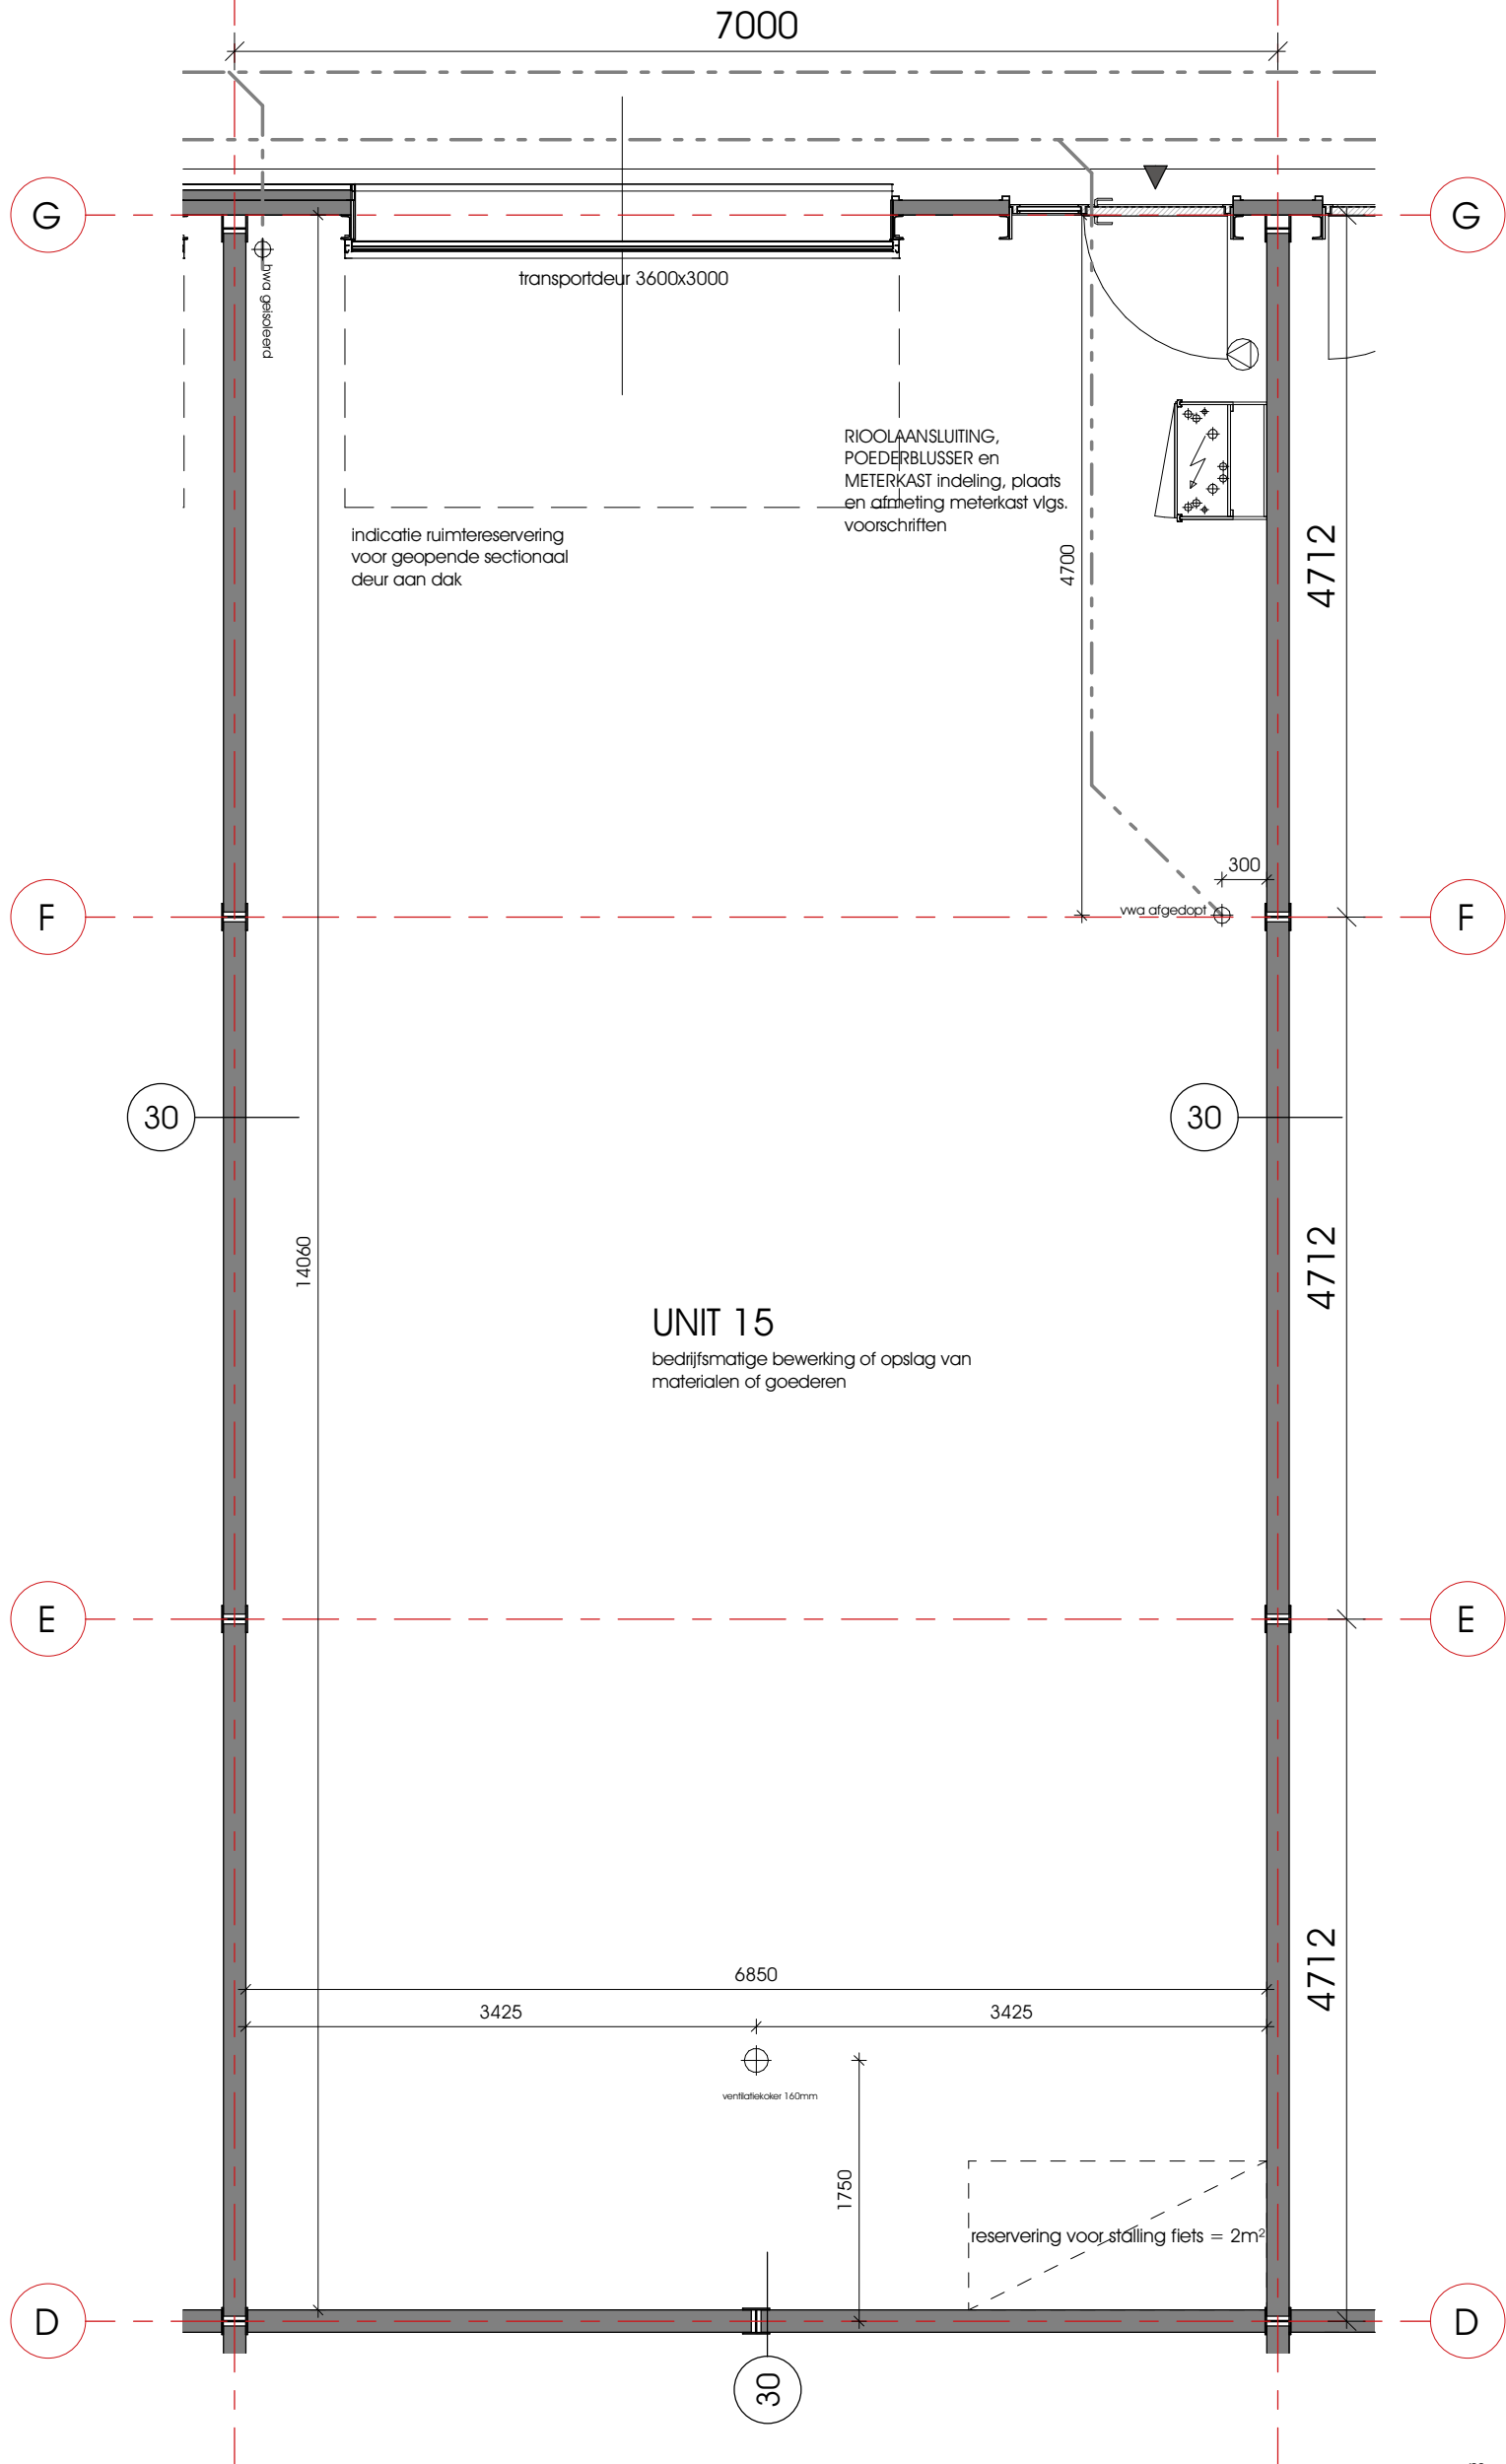 7000
G
G
transportdeur 3600x3000
hwa geisoleerd
RIOOLAANSLUITING,
POEDERBLUSSER en
METERKAST indeling, plaats
en afmeting meterkast vlgs.
voorschriften
indicatie ruimtereservering
voor geopende sectionaal
deur aan dak
4700
4712
300
vwa afgedopt
F
F
30
30
14060
4712
UNIT 15
bedrijfsmatige bewerking of opslag van
materialen of goederen
E
E
6850
4712
3425
3425
ventilatiekoker 160mm
1750
reservering voor stalling fiets = 2m²
D
D
30